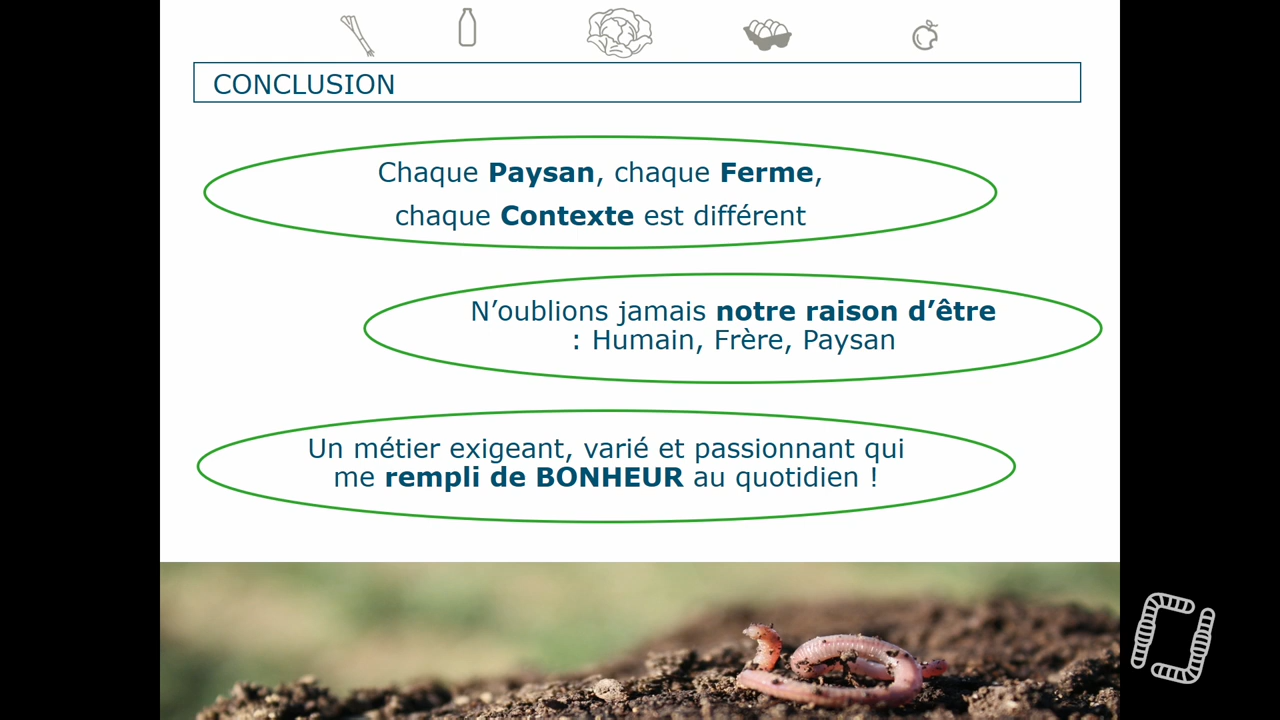 CONCLUSION
Chaque Paysan, chaque Ferme,
chaque Contexte est différent
N’oublions jamais notre raison d’être
: Humain, Frère, Paysan
Un métier exigeant, varié et passionnant qui
me rempli de BONHEUR au quotidien !